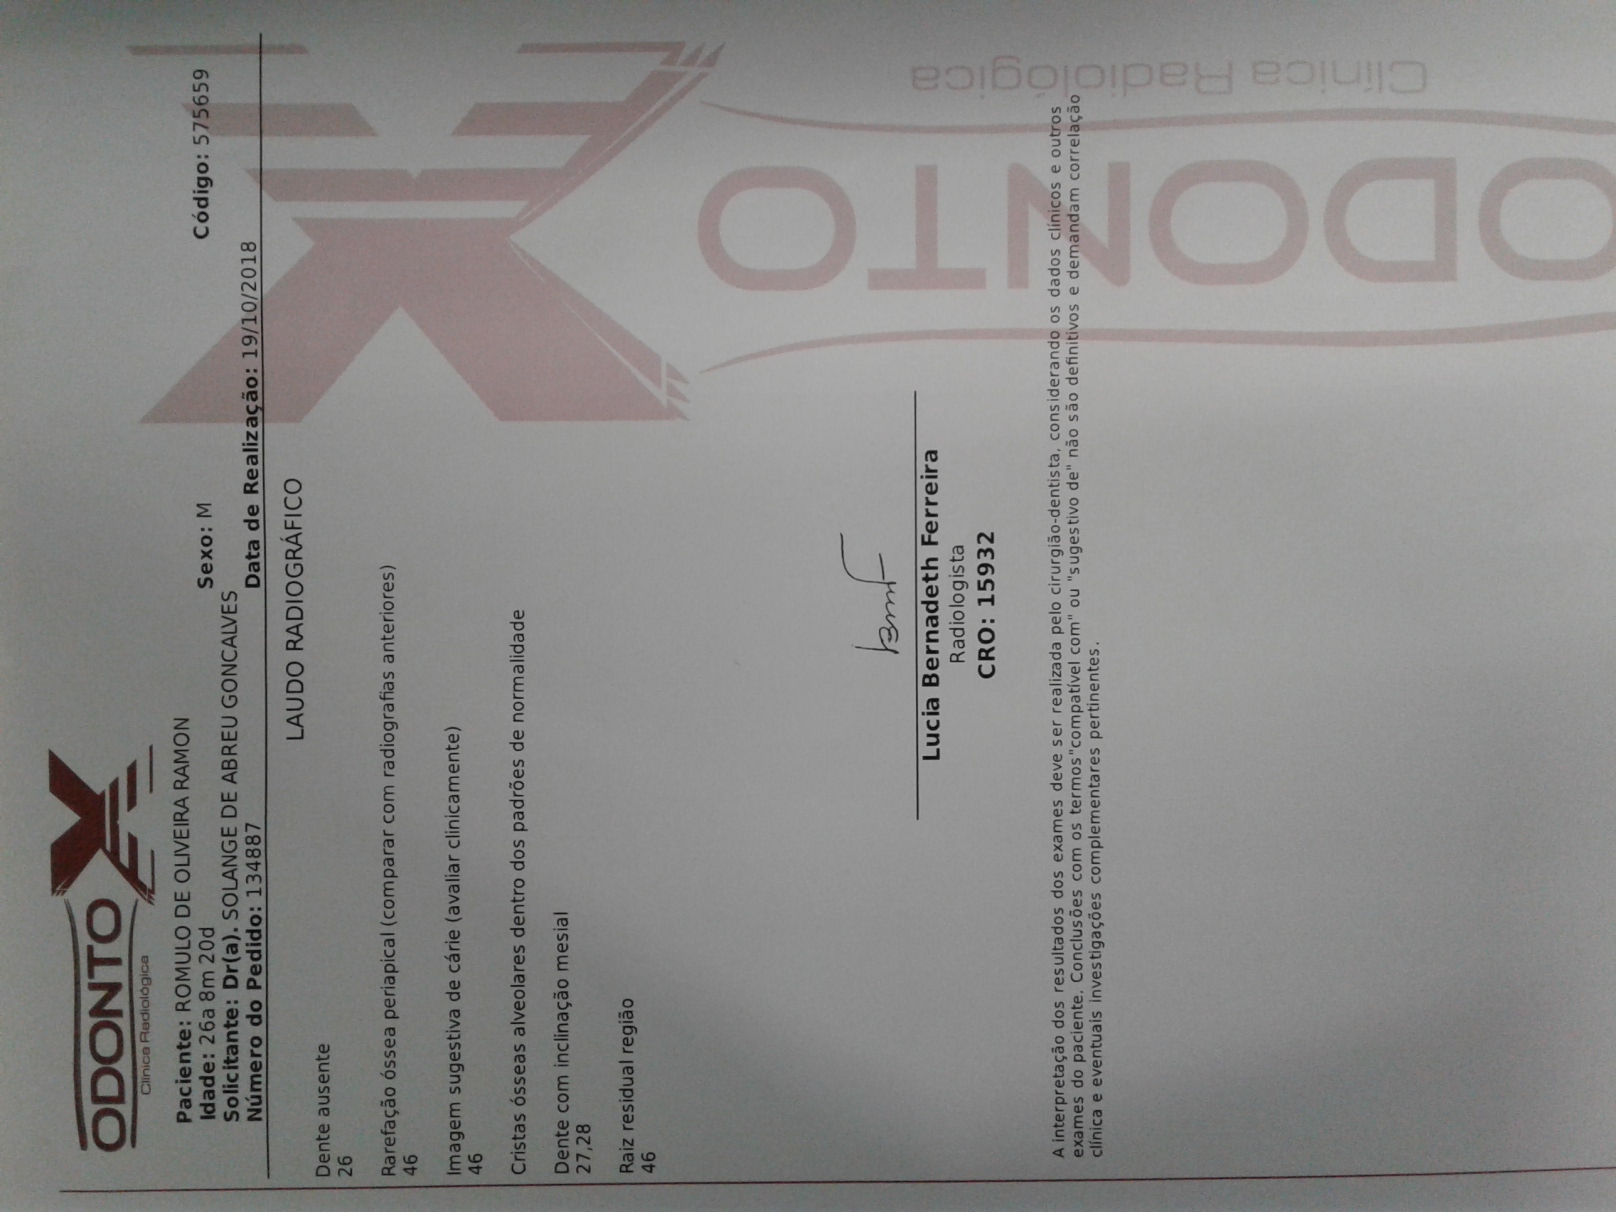 ODONTO X
Clínica Radiológica
Paciente: ROMULO DE OLIVEIRA RAMON
Idade: 26a 8m 20d Sexo: M Código: 575659
Solicitante: Dr(a). SOLANGE DE ABREU GONCALVES
Número do Pedido: 134887 Data de Realização: 19/10/2018
LAUDO RADIOGRÁFICO
Dente ausente
26
Rarefação óssea periapical (comparar com radiografias anteriores)
46
Imagem sugestiva de cárie (avaliar clinicamente)
46
Cristas ósseas alveolares dentro dos padrões de normalidade
Dente com inclinação mesial
27,28
Raiz residual região
46
Lucia Bernadeth Ferreira
Radiologista
CRO: 15932
A interpretação dos resultados dos exames deve ser realizada pelo cirurgião-dentista, considerando os dados clínicos e outros
exames do paciente. Conclusões com os termos"compatível com" ou "sugestivo de" não são definitivos e demandam correlação
clínica e eventuais investigações complementares pertinentes.
ODONTO
Clínica Radiológica